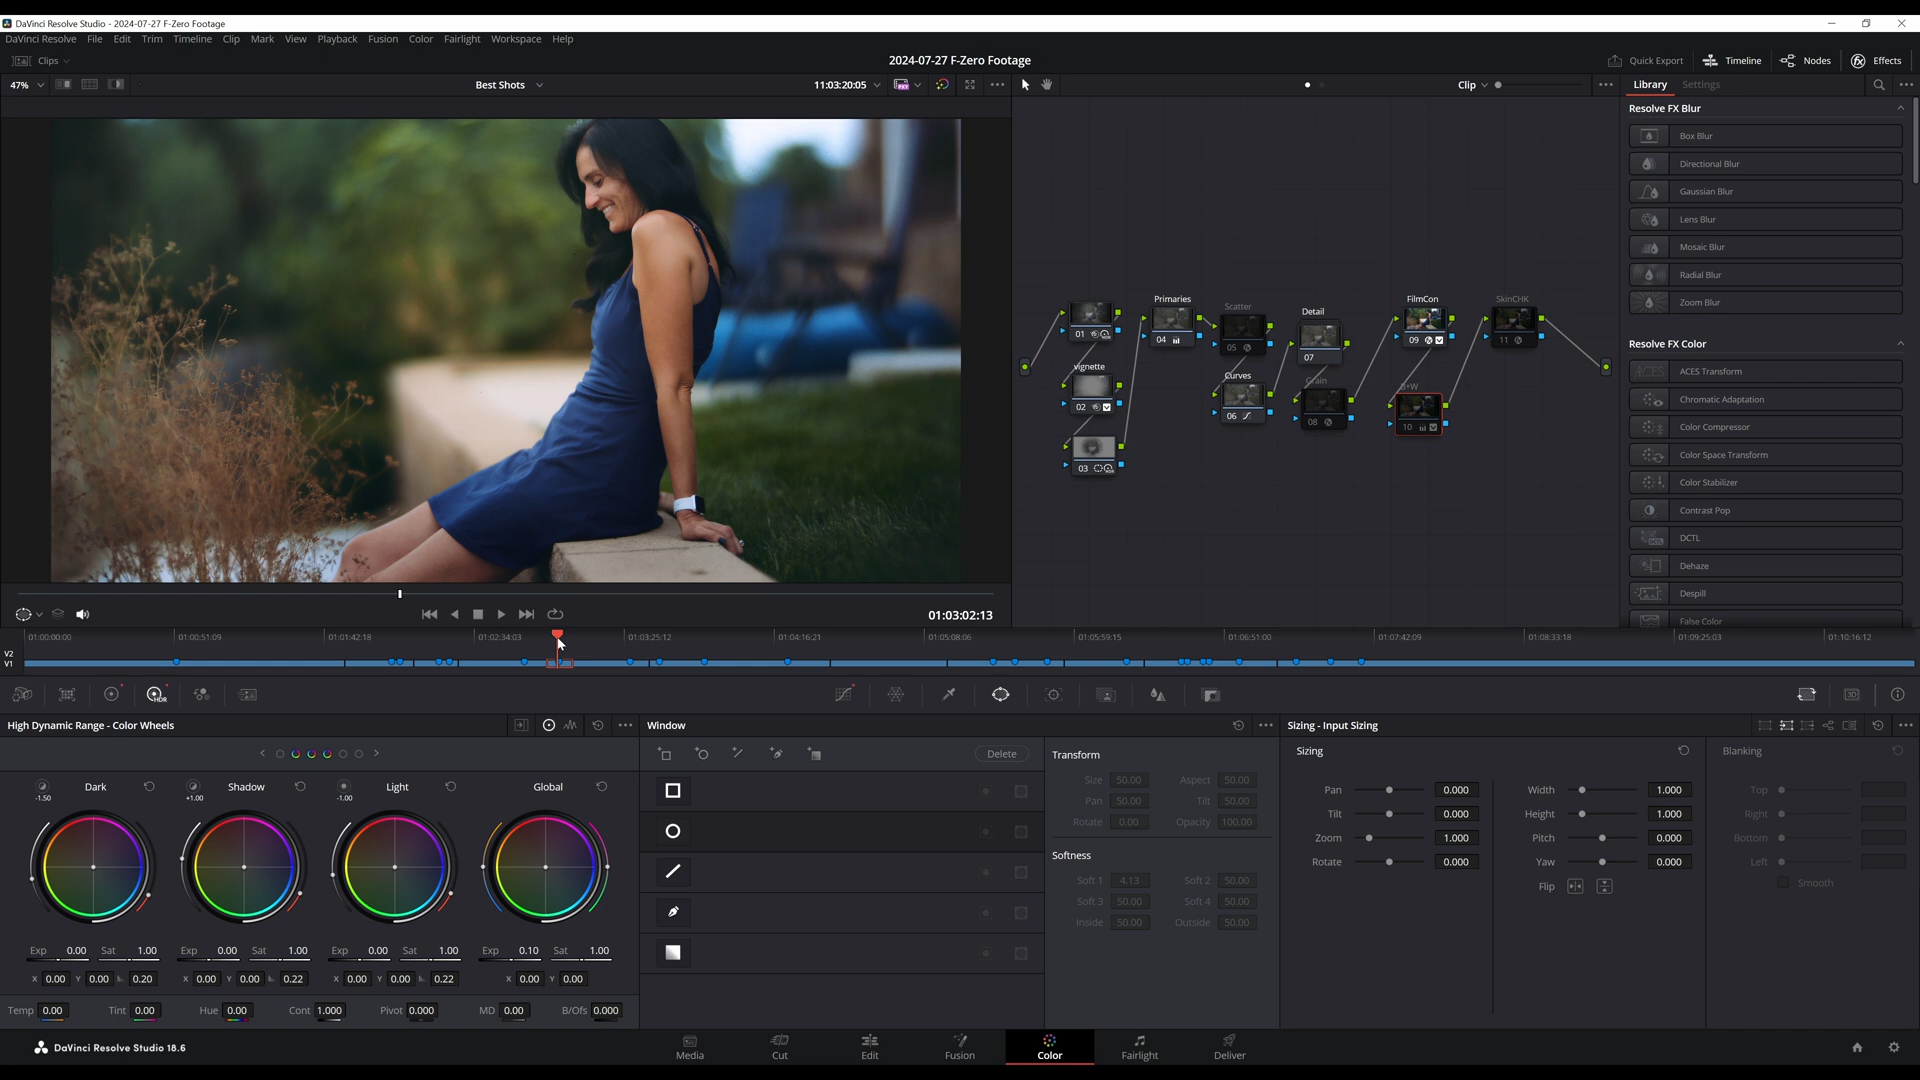 DaVinci Resolve Studio - 2024-07-27 F-Zero Footage
DaVinci Resolve File Edit Trim Timeline Clip Mark View Playback Fusion Color Fairlight Workspace Help
Clips
2024-07-27 F-Zero Footage
Quick Export Timeline Nodes Effects
47%
Best Shots
11:03:20:05
Clip
Library Settings
Resolve FX Blur
Box Blur
Directional Blur
Gaussian Blur
Lens Blur
Mosaic Blur
Radial Blur
Zoom Blur
Resolve FX Color
ACES Transform
Chromatic Adaptation
Color Compressor
Color Space Transform
Color Stabilizer
Contrast Pop
DCTL
Dehaze
Despill
False Color
01
vignette
02
03
Primaries
04
Scatter
05
Curves
06
Detail
07
Grain
08
FilmCon
09
B+W
10
SkinCHK
11
01:03:02:13
01:00:00:00 01:00:51:09 01:01:42:18 01:02:34:03 01:03:25:12 01:04:16:21 01:05:08:06 01:05:59:15 01:06:51:00 01:07:42:09 01:08:33:18 01:09:25:03 01:10:16:12
V2
V1
HDR
High Dynamic Range - Color Wheels
Dark Shadow Light Global
-1.50 +1.00 -1.00
Exp 0.00 Sat 1.00 Exp 0.00 Sat 1.00 Exp 0.00 Sat 1.00 Exp 0.10 Sat 1.00
X 0.00 Y 0.00 0.20 X 0.00 Y 0.00 0.22 X 0.00 Y 0.00 0.22 X 0.00 Y 0.00
Temp 0.00 Tint 0.00 Hue 0.00 Cont 1.000 Pivot 0.000 MD 0.00 B/Ofs 0.000
Window
Delete
Transform
Size 50.00 Aspect 50.00
Pan 50.00 Tilt 50.00
Rotate 0.00 Opacity 100.00
Softness
Soft 1 4.13 Soft 2 50.00
Soft 3 50.00 Soft 4 50.00
Inside 50.00 Outside 50.00
Sizing - Input Sizing
3D
Sizing
Pan 0.000 Width 1.000
Tilt 0.000 Height 1.000
Zoom 1.000 Pitch 0.000
Rotate 0.000 Yaw 0.000
Flip
Blanking
Top
Right
Bottom
Left
Smooth
DaVinci Resolve Studio 18.6
Media Cut Edit Fusion Color Fairlight Deliver